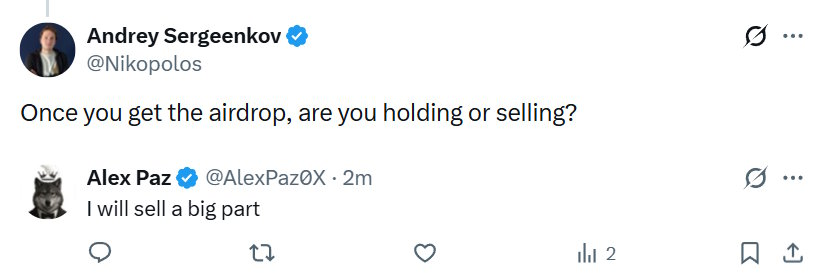 Andrey Sergeenkov
@Nikopolos
Once you get the airdrop, are you holding or selling?
Alex Paz @AlexPaz0X · 2m
I will sell a big part
2